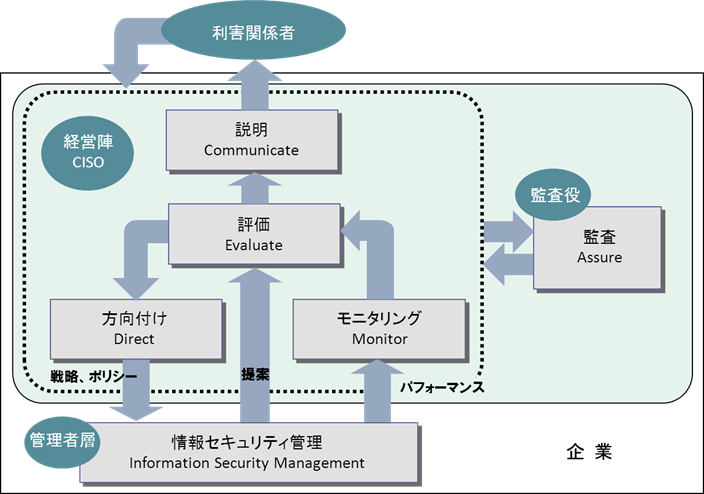 利害関係者
経営陣
CISO
説明
Communicate
評価
Evaluate
監査役
監査
Assure
方向付け
Direct
モニタリング
Monitor
戦略、ポリシー
提案
パフォーマンス
管理者層
情報セキュリティ管理
Information Security Management
企 業